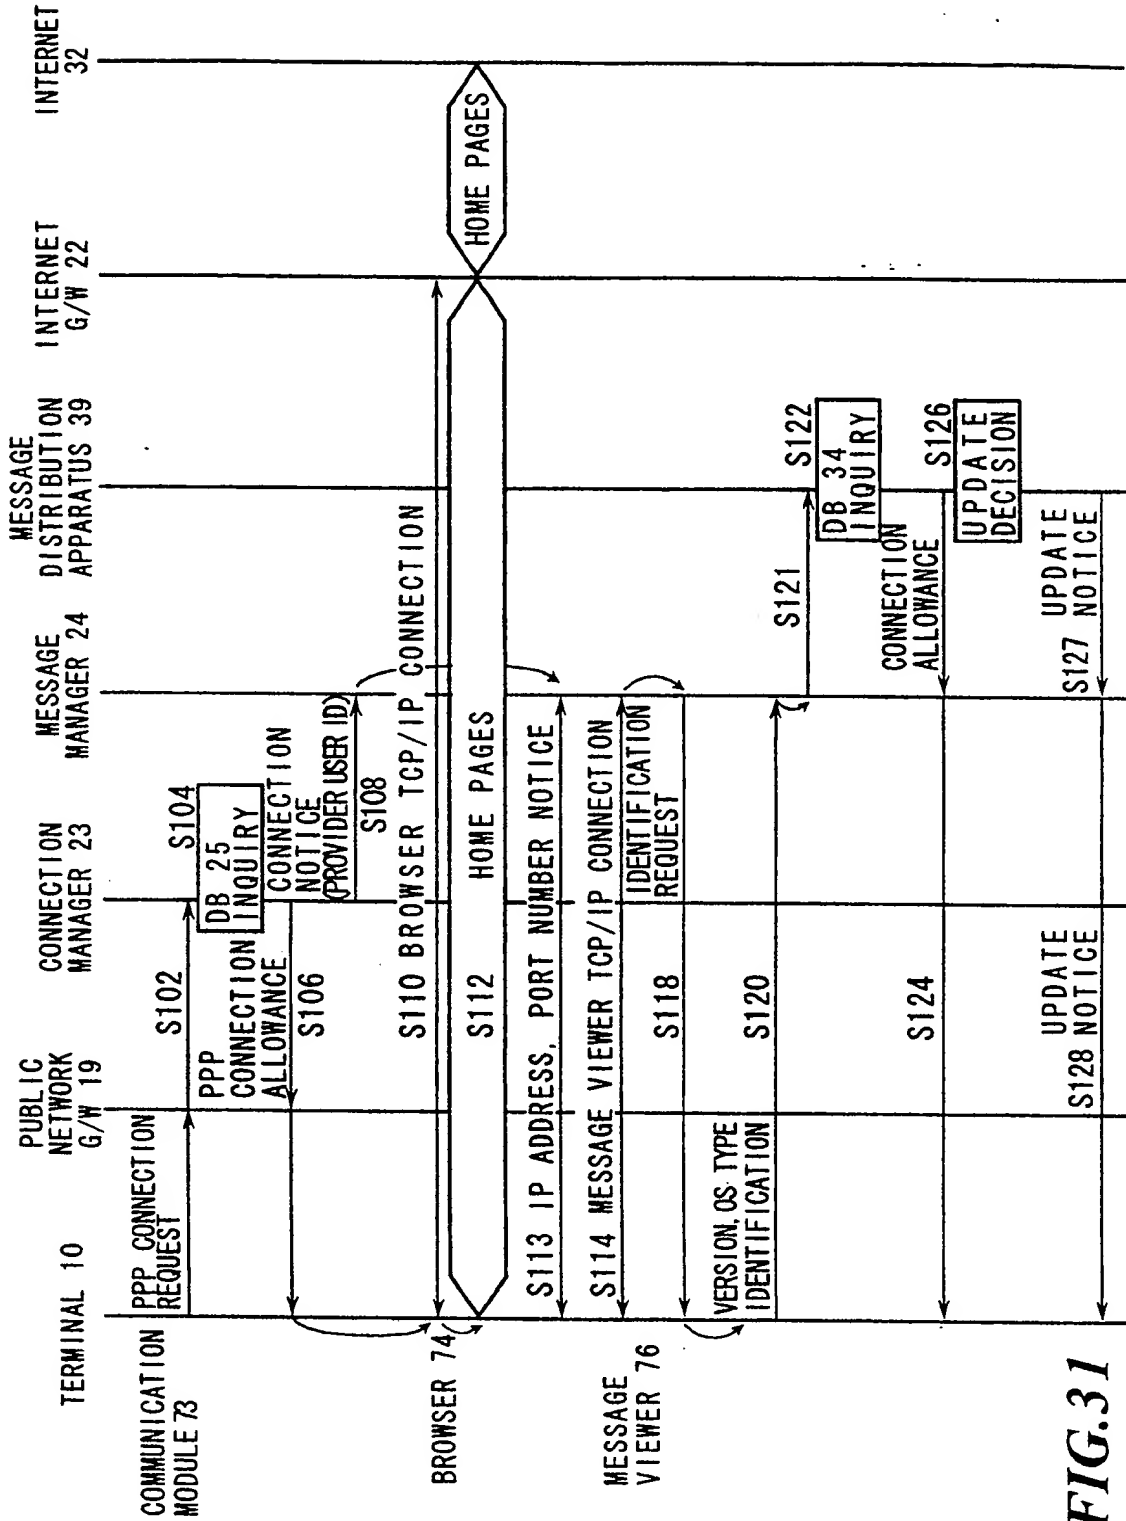 TERMINAL 10
PUBLIC
NETWORK
G/W 19
CONNECTION
MANAGER 23
MESSAGE
MANAGER 24
MESSAGE
DISTRIBUTION
APPARATUS 39
INTERNET
G/W 22
INTERNET
32
COMMUNICATION
MODULE 73
PPP CONNECTION
REQUEST
S102
S104
DB 25
INQUIRY
PPP
CONNECTION
ALLOWANCE
S106
CONNECTION
NOTICE
(PROVIDER USER ID)
S108
BROWSER 74
S110 BROWSER TCP/IP CONNECTION
S112
HOME PAGES
HOME PAGES
S113 IP ADDRESS, PORT NUMBER NOTICE
MESSAGE
VIEWER 76
S114 MESSAGE VIEWER TCP/IP CONNECTION
S118
IDENTIFICATION
REQUEST
VERSION, OS TYPE
IDENTIFICATION
S120
S121
S122
DB 34
INQUIRY
S124
CONNECTION
ALLOWANCE
S126
UPDATE
DECISION
UPDATE
S127 NOTICE
UPDATE
S128 NOTICE
FIG.31